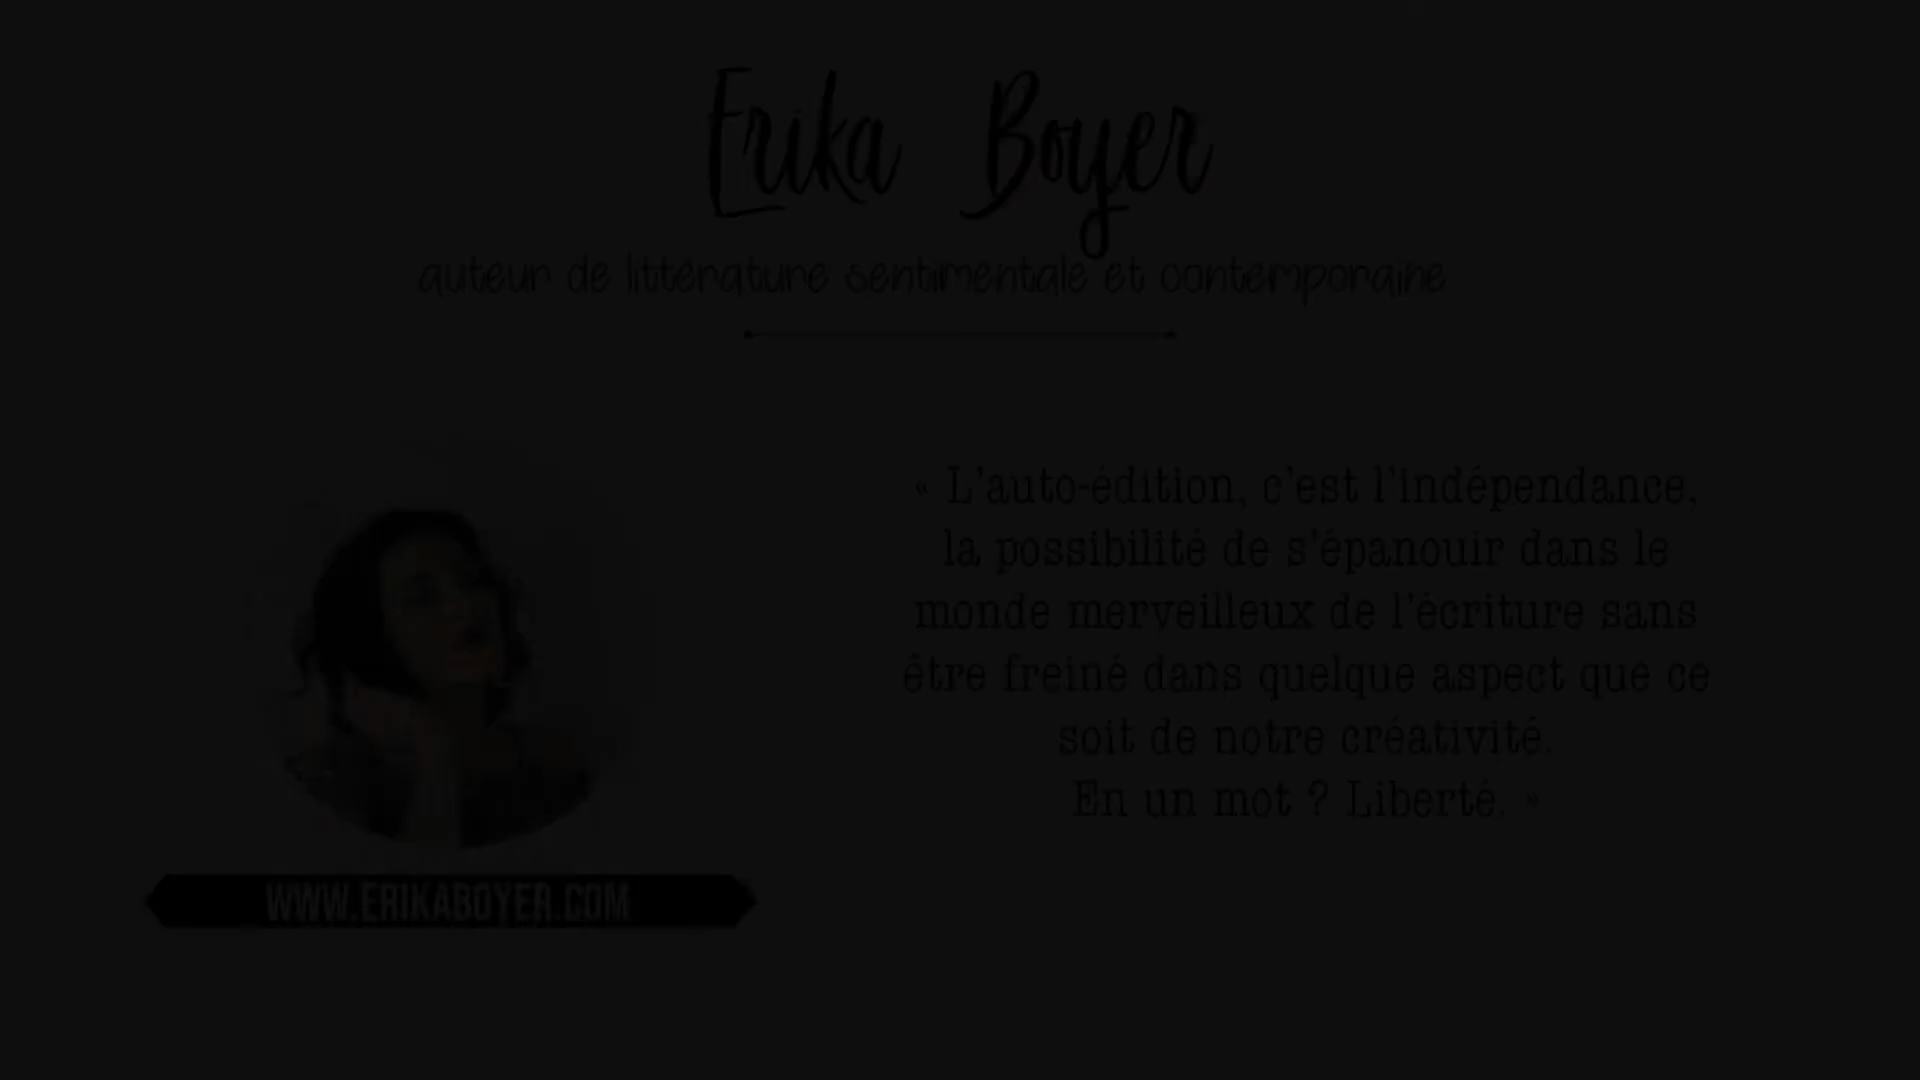 Erika Boyer
auteur de littérature sentimentale et contemporaine
« L'auto-édition, c'est l'indépendance,
la possibilité de s'épanouir dans le
monde merveilleux de l'écriture sans
être freiné dans quelque aspect que ce
soit de notre créativité.
En un mot ? Liberté. »
WWW.ERIKABOYER.COM